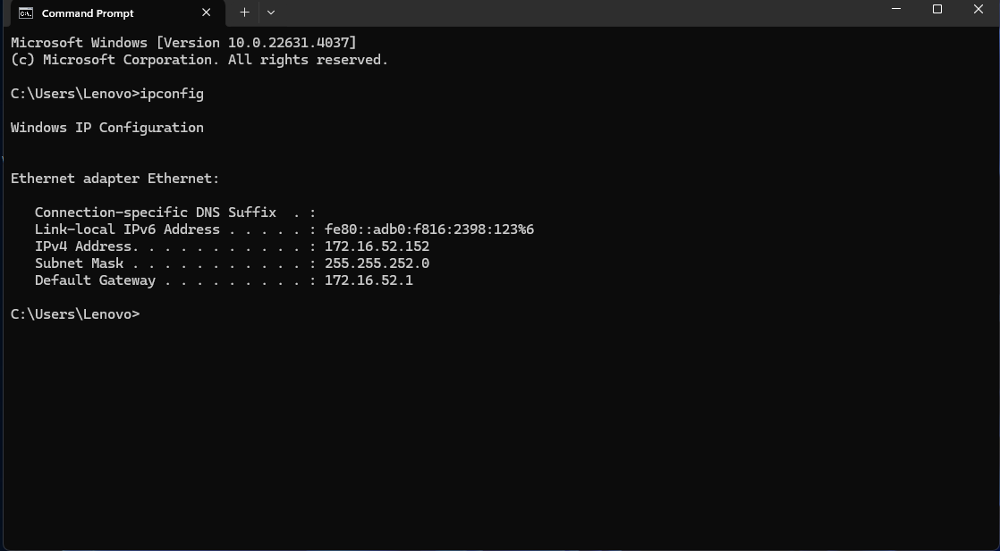 Command Prompt
Microsoft Windows [Version 10.0.22631.4037]
(c) Microsoft Corporation. All rights reserved.
C:\Users\Lenovo>ipconfig
Windows IP Configuration
Ethernet adapter Ethernet:
Connection-specific DNS Suffix . :
Link-local IPv6 Address . . . . . : fe80::adb0:f816:2398:123%6
IPv4 Address. . . . . . . . . . . : 172.16.52.152
Subnet Mask . . . . . . . . . . . : 255.255.252.0
Default Gateway . . . . . . . . . : 172.16.52.1
C:\Users\Lenovo>